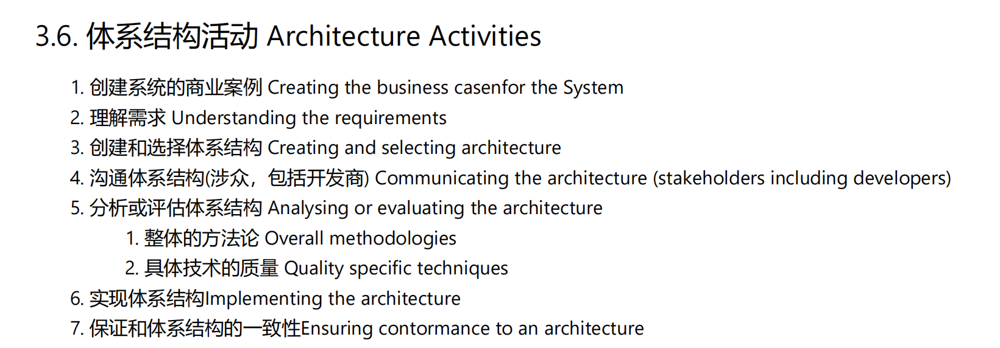 3.6. 体系结构活动 Architecture Activities
1. 创建系统的商业案例 Creating the business casenfor the System
2. 理解需求 Understanding the requirements
3. 创建和选择体系结构 Creating and selecting architecture
4. 沟通体系结构(涉众，包括开发商) Communicating the architecture (stakeholders including developers)
5. 分析或评估体系结构 Analysing or evaluating the architecture
1. 整体的方法论 Overall methodologies
2. 具体技术的质量 Quality specific techniques
6. 实现体系结构Implementing the architecture
7. 保证和体系结构的一致性Ensuring contormance to an architecture